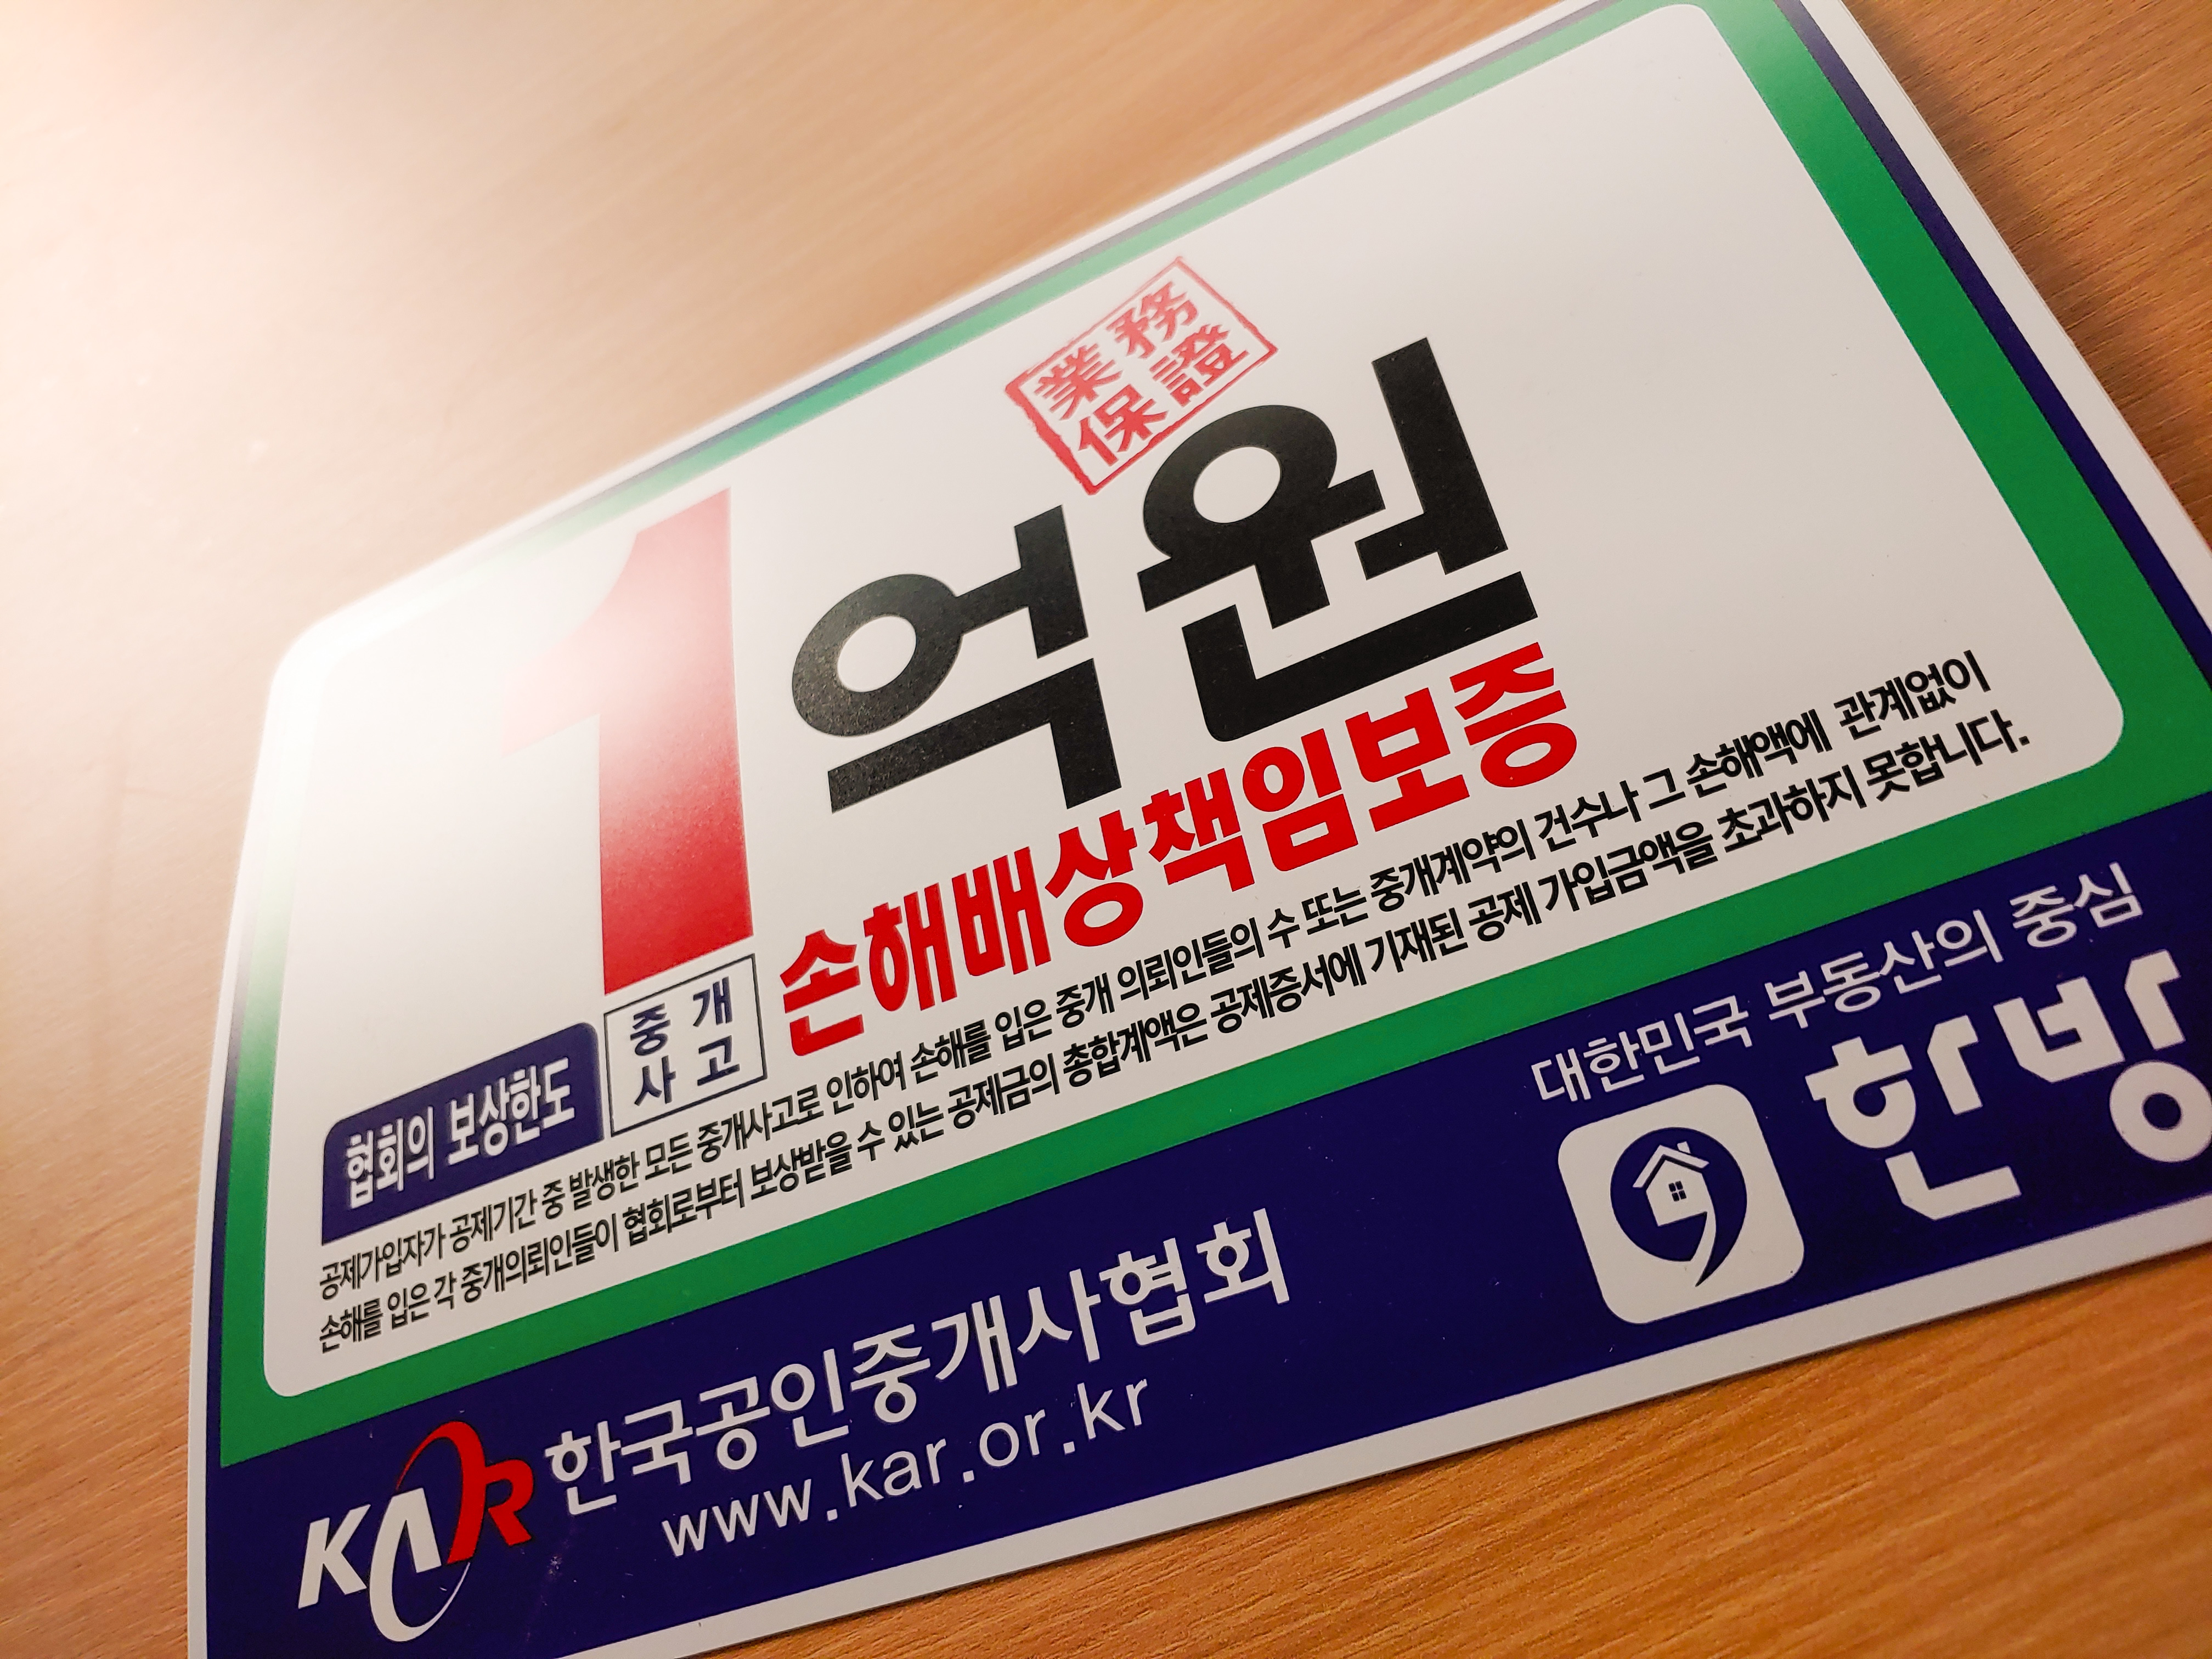 業務
保證
1억원
협회의 보상한도
중개
사고
손해배상책임보증
공제가입자가 공제기간 중 발생한 모든 중개사고로 인하여 손해를 입은 중개 의뢰인들의 수 또는 중개계약의 건수나 그 손해액에 관계없이
손해를 입은 각 중개의뢰인들이 협회로부터 보상받을 수 있는 공제금의 총합계액은 공제증서에 기재된 공제 가입금액을 초과하지 못합니다.
KAR 한국공인중개사협회
www.kar.or.kr
대한민국 부동산의 중심
한방